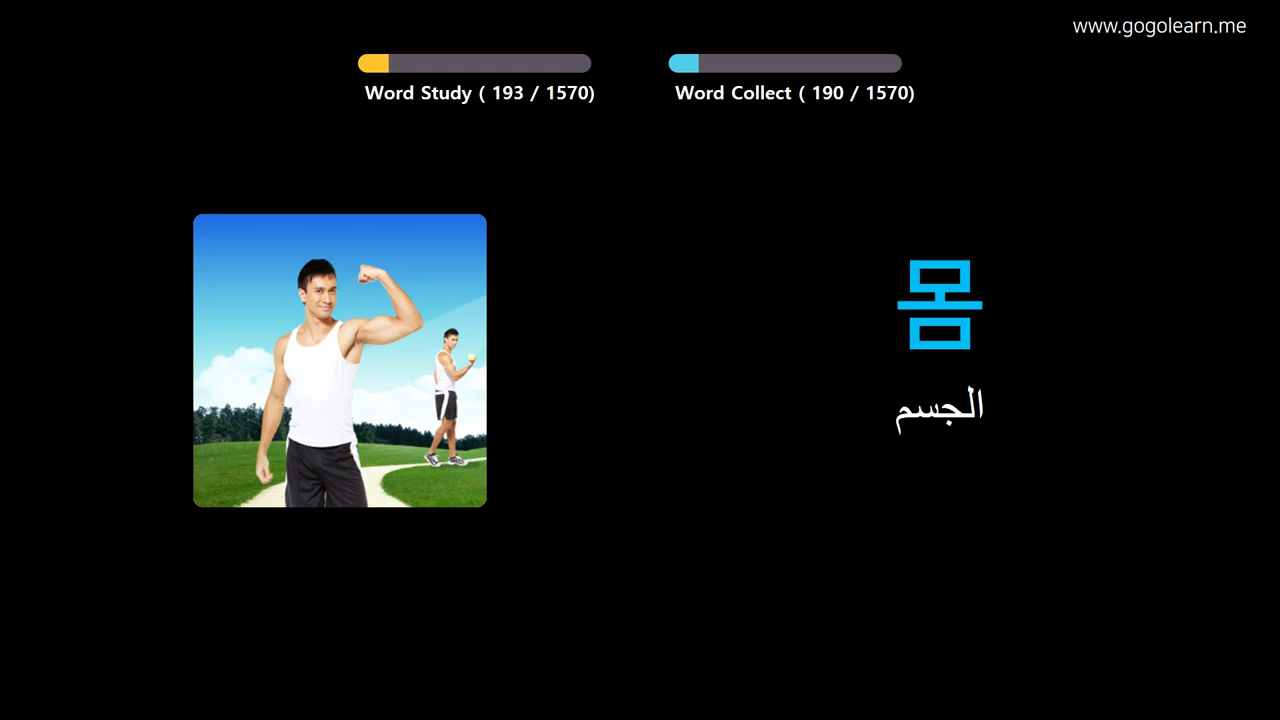 www.gogolearn.me
Word Study ( 193 / 1570)
Word Collect ( 190 / 1570)
몸
الجسم